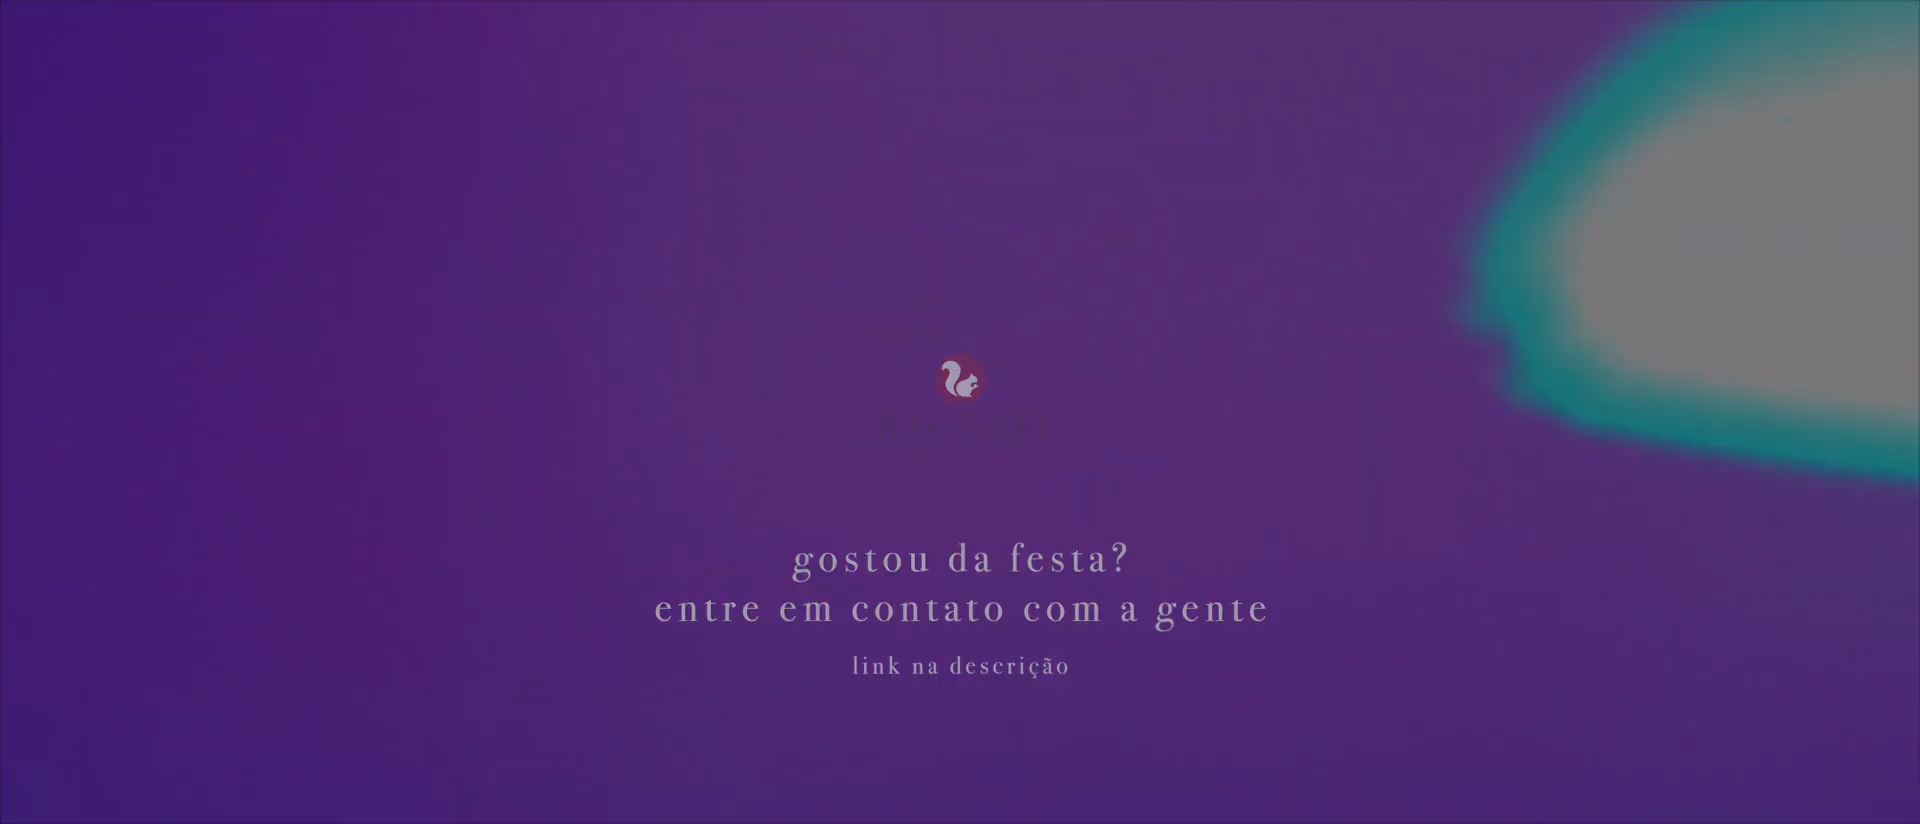 gostou da festa?
entre em contato com a gente
link na descrição